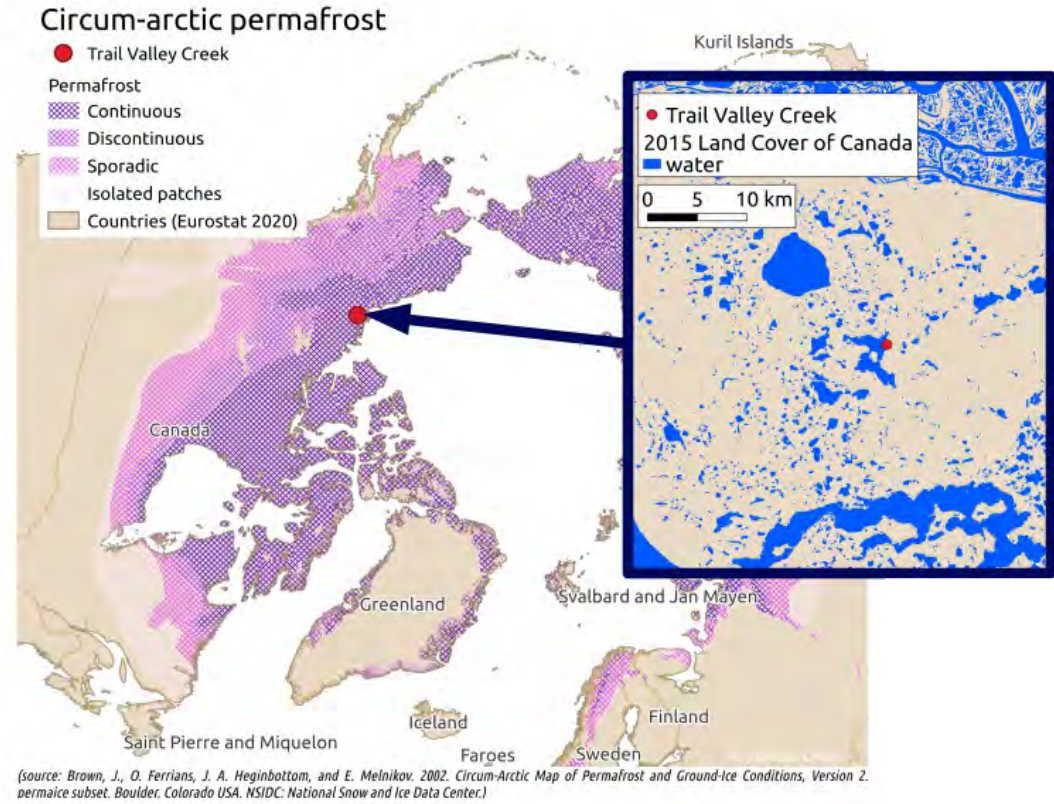 Circum-arctic permafrost
Trail Valley Creek
Permafrost
Continuous
Discontinuous
Sporadic
Isolated patches
Countries (Eurostat 2020)
Kuril Islands
Trail Valley Creek
2015 Land Cover of Canada
water
0 5 10 km
Canada
Greenland
Svalbard and Jan Mayen
Iceland
Finland
Saint Pierre and Miquelon
Faroes
Sweden
(source: Brown, J., O. Ferrians, J. A. Heginbottom, and E. Melnikov. 2002. Circum-Arctic Map of Permafrost and Ground-Ice Conditions, Version 2.
permaice subset. Boulder, Colorado USA. NSIDC: National Snow and Ice Data Center.)